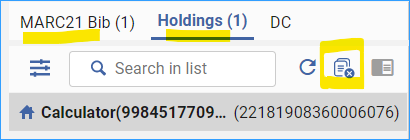 MARC21 Bib (1) Holdings (1) DC
Search in list
Calculator(9984517709... (22181908360006076)